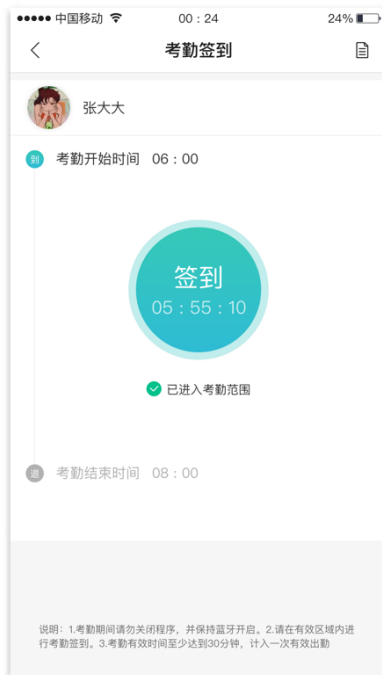 中国移动 00：24 24%
考勤签到
张大大
到 考勤开始时间 06：00
签到
05：55：10
已进入考勤范围
退 考勤结束时间 08：00
说明：1.考勤期间请勿关闭程序，并保持蓝牙开启。2.请在有效区域内进
行考勤签到。3.考勤有效时间至少达到30分钟，计入一次有效出勤